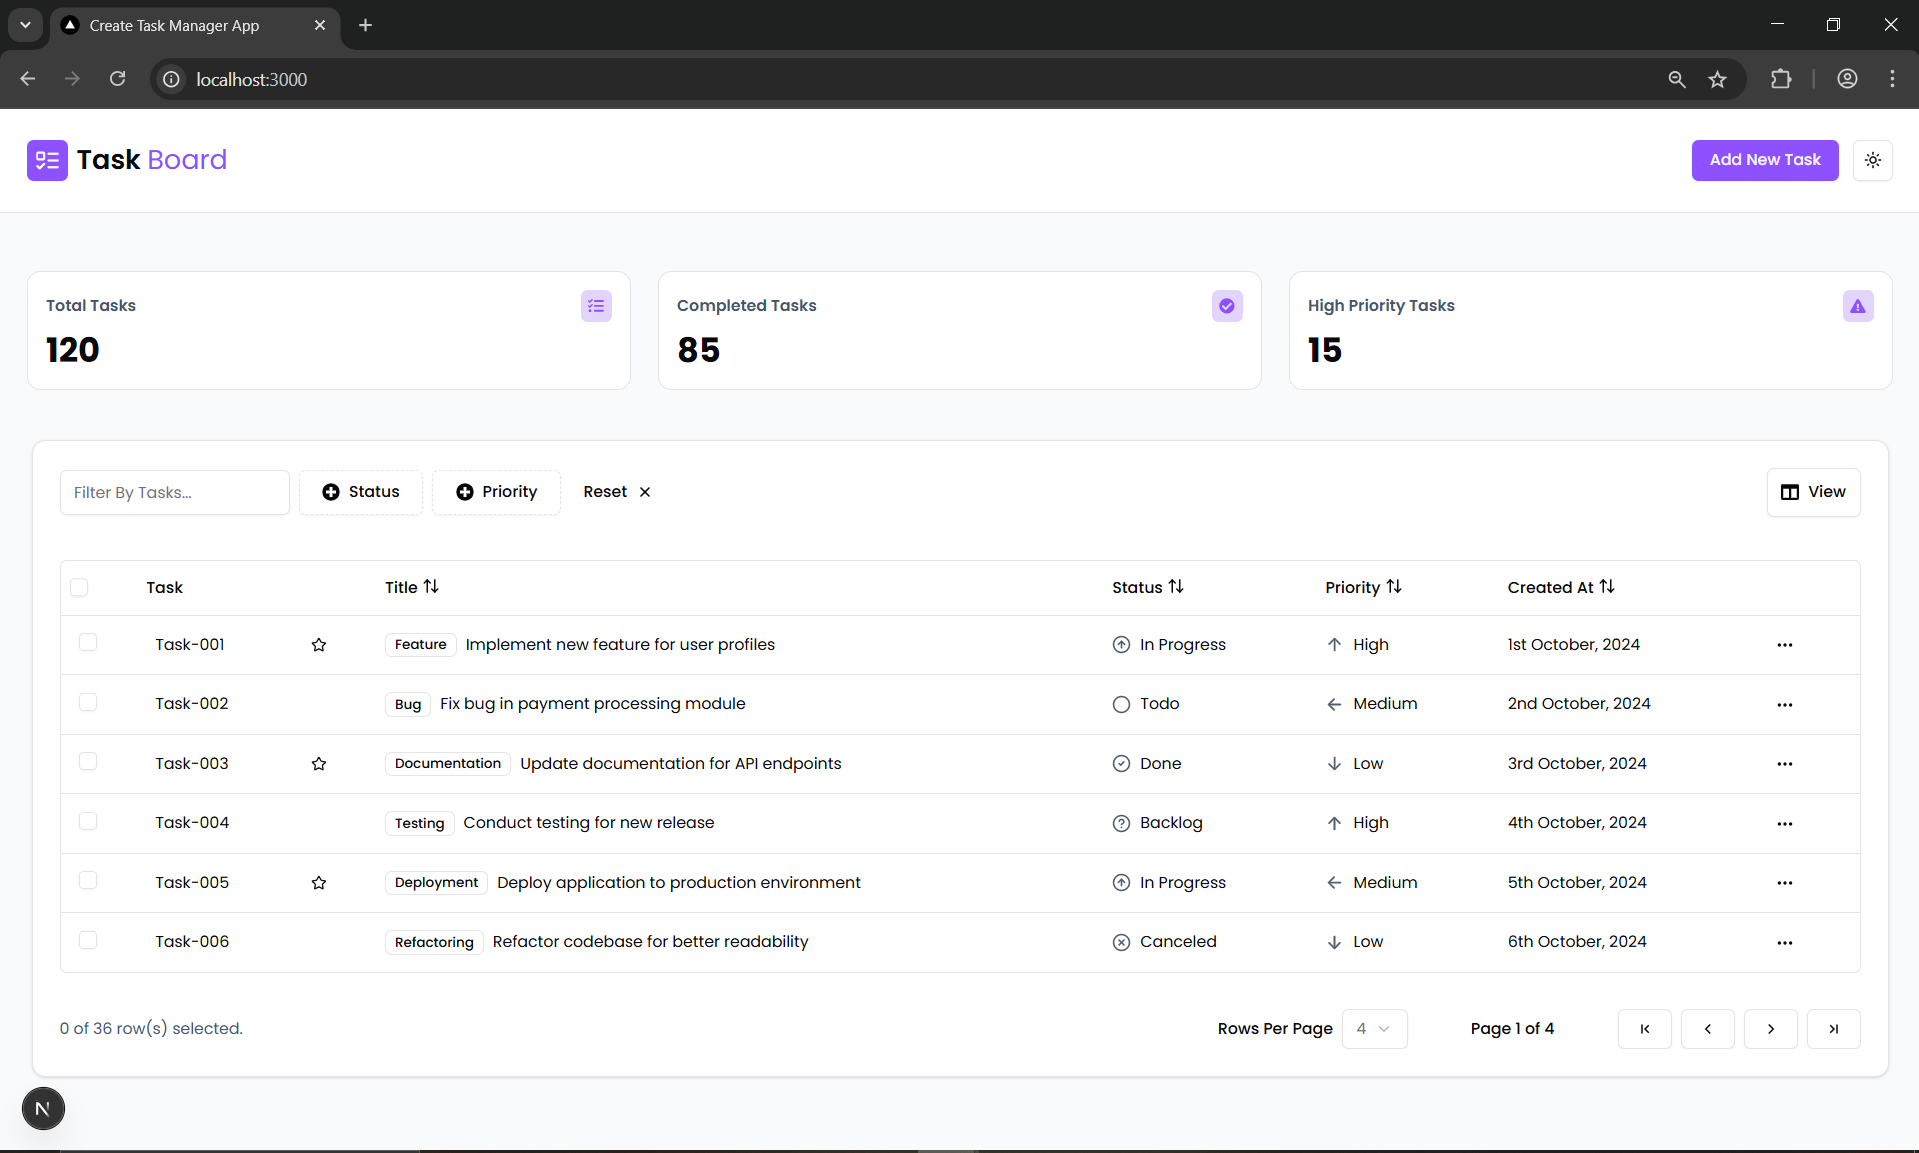 Create Task Manager App
localhost:3000
Task Board
Add New Task
Total Tasks
120
Completed Tasks
85
High Priority Tasks
15
Filter By Tasks...
Status
Priority
Reset
View
Task Title Status Priority Created At
Task-001 Feature Implement new feature for user profiles In Progress High 1st October, 2024
Task-002 Bug Fix bug in payment processing module Todo Medium 2nd October, 2024
Task-003 Documentation Update documentation for API endpoints Done Low 3rd October, 2024
Task-004 Testing Conduct testing for new release Backlog High 4th October, 2024
Task-005 Deployment Deploy application to production environment In Progress Medium 5th October, 2024
Task-006 Refactoring Refactor codebase for better readability Canceled Low 6th October, 2024
0 of 36 row(s) selected.
Rows Per Page 4
Page 1 of 4
N